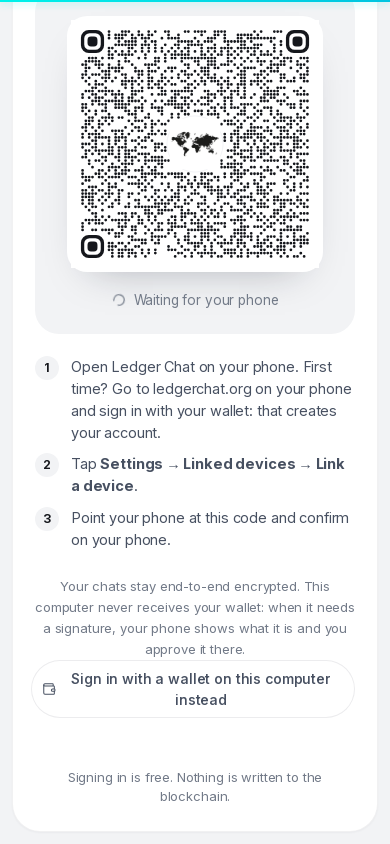 Waiting for your phone
1 Open Ledger Chat on your phone. First
time? Go to ledgerchat.org on your phone
and sign in with your wallet: that creates
your account.
2 Tap Settings → Linked devices → Link
a device.
3 Point your phone at this code and confirm
on your phone.
Your chats stay end-to-end encrypted. This
computer never receives your wallet: when it needs
a signature, your phone shows what it is and you
approve it there.
Sign in with a wallet on this computer
instead
Signing in is free. Nothing is written to the
blockchain.